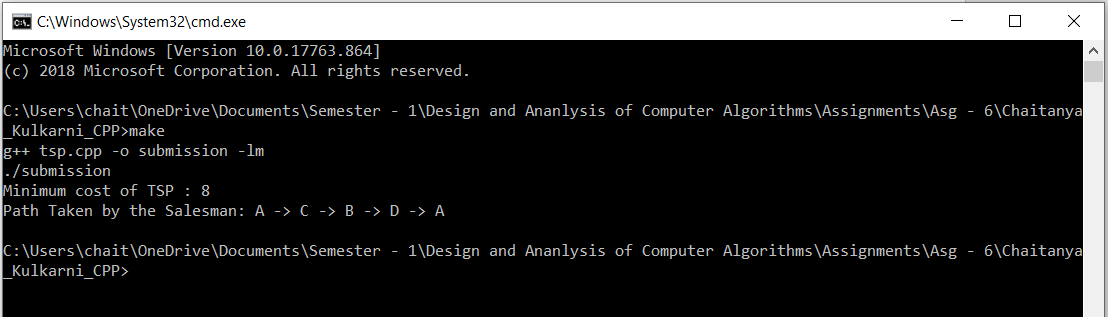 C:\Windows\System32\cmd.exe
Microsoft Windows [Version 10.0.17763.864]
(c) 2018 Microsoft Corporation. All rights reserved.
C:\Users\chait\OneDrive\Documents\Semester - 1\Design and Ananlysis of Computer Algorithms\Assignments\Asg - 6\Chaitanya
_Kulkarni_CPP>make
g++ tsp.cpp -o submission -lm
./submission
Minimum cost of TSP : 8
Path Taken by the Salesman: A -> C -> B -> D -> A
C:\Users\chait\OneDrive\Documents\Semester - 1\Design and Ananlysis of Computer Algorithms\Assignments\Asg - 6\Chaitanya
_Kulkarni_CPP>